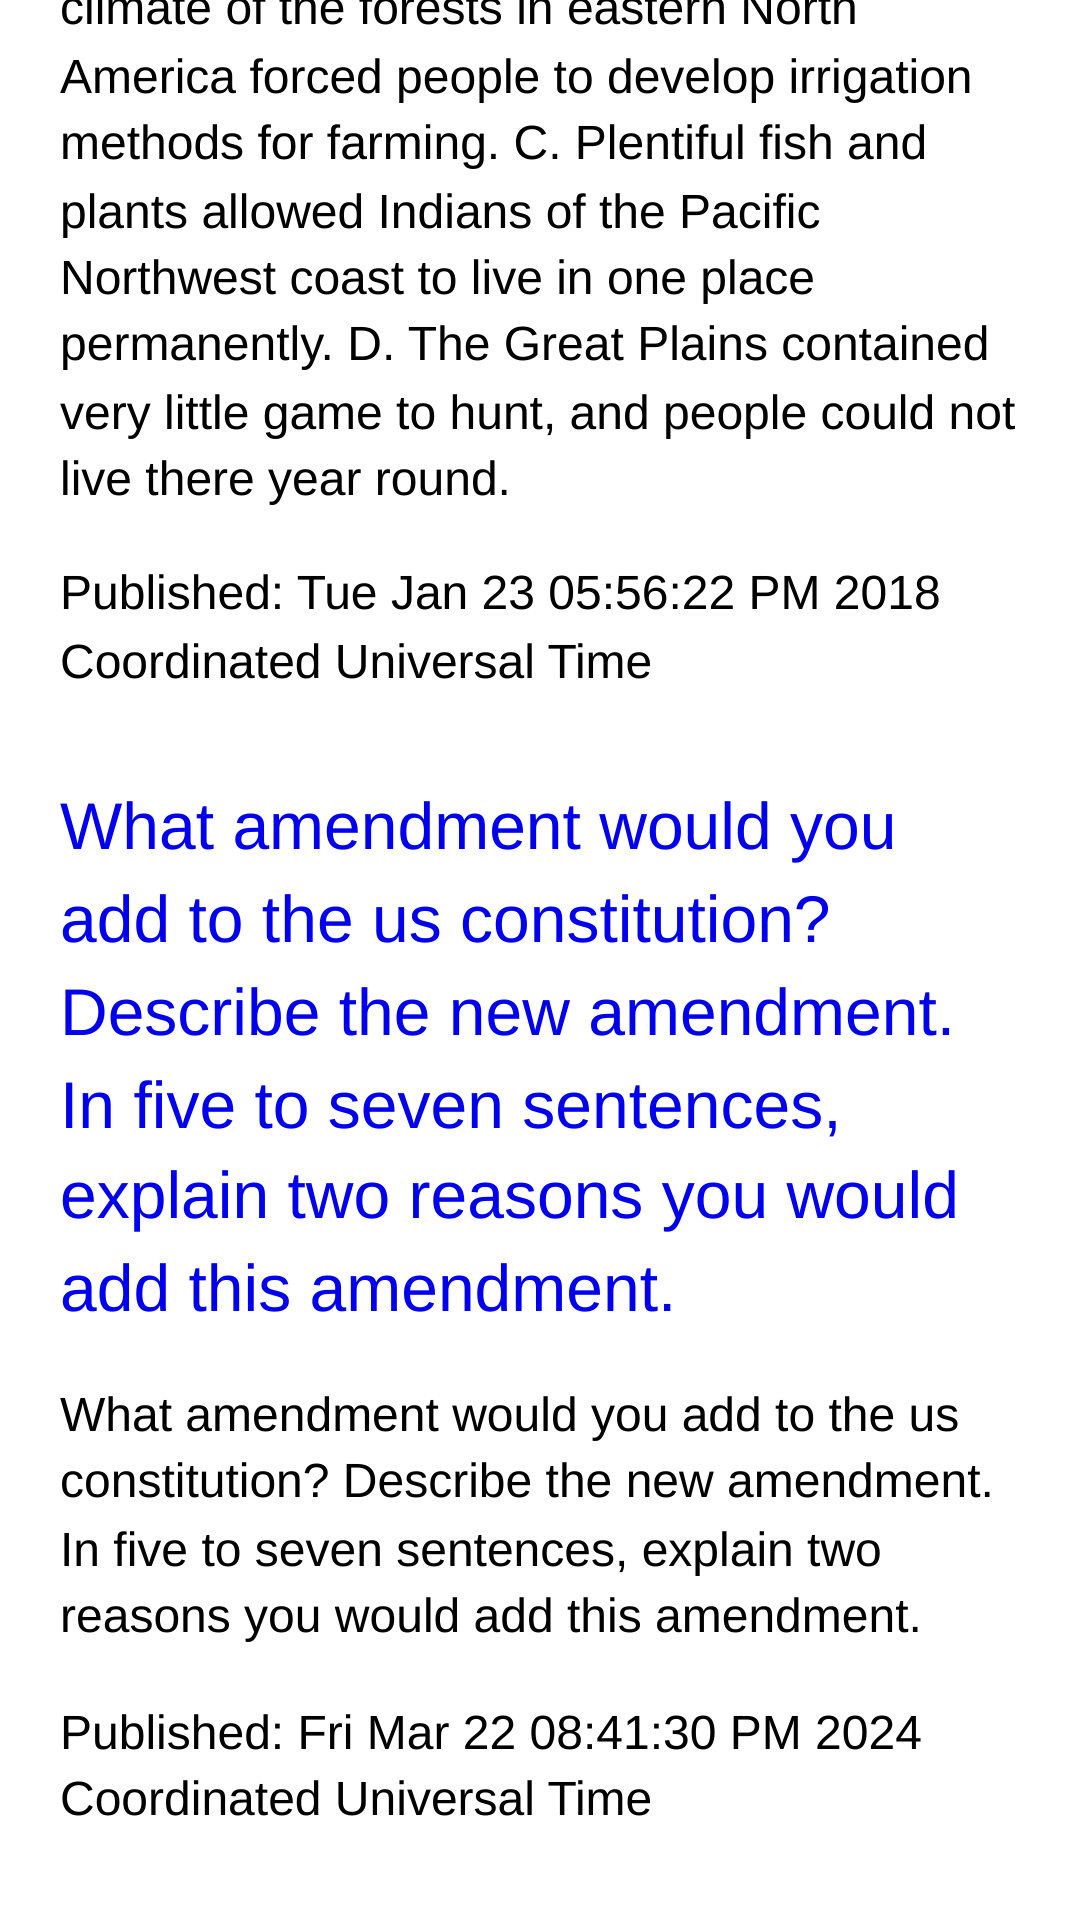 climate of the forests in eastern North
America forced people to develop irrigation
methods for farming. C. Plentiful fish and
plants allowed Indians of the Pacific
Northwest coast to live in one place
permanently. D. The Great Plains contained
very little game to hunt, and people could not
live there year round.
Published: Tue Jan 23 05:56:22 PM 2018
Coordinated Universal Time
What amendment would you
add to the us constitution?
Describe the new amendment.
In five to seven sentences,
explain two reasons you would
add this amendment.
What amendment would you add to the us
constitution? Describe the new amendment.
In five to seven sentences, explain two
reasons you would add this amendment.
Published: Fri Mar 22 08:41:30 PM 2024
Coordinated Universal Time